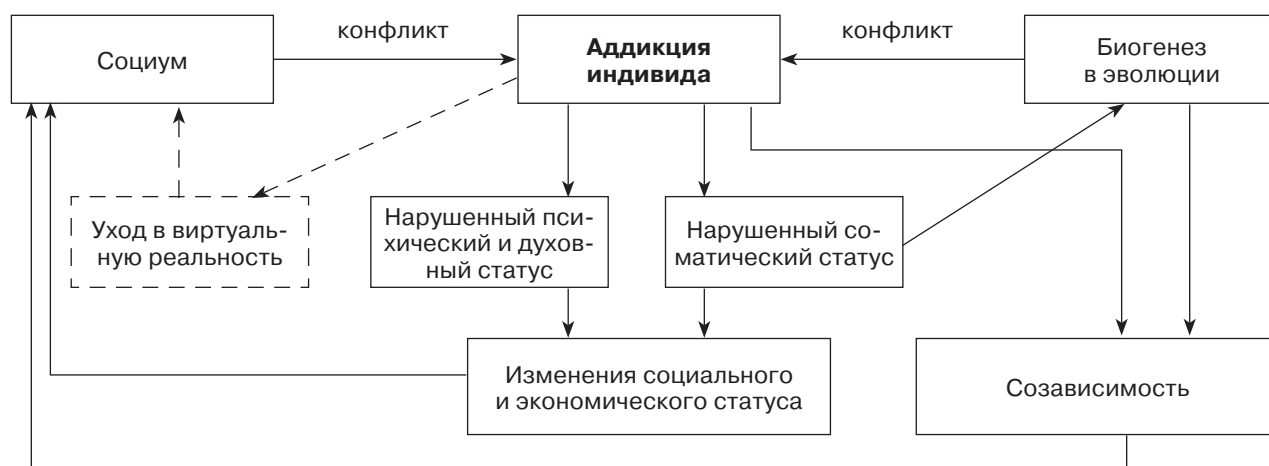 конфликт
конфликт
Социум
Аддикция
индивида
Биогенез
в эволюции
Уход в виртуаль-
ную реальность
Нарушенный пси-
хический и духов-
ный статус
Нарушенный со-
матический статус
Изменения социального
и экономического статуса
Созависимость